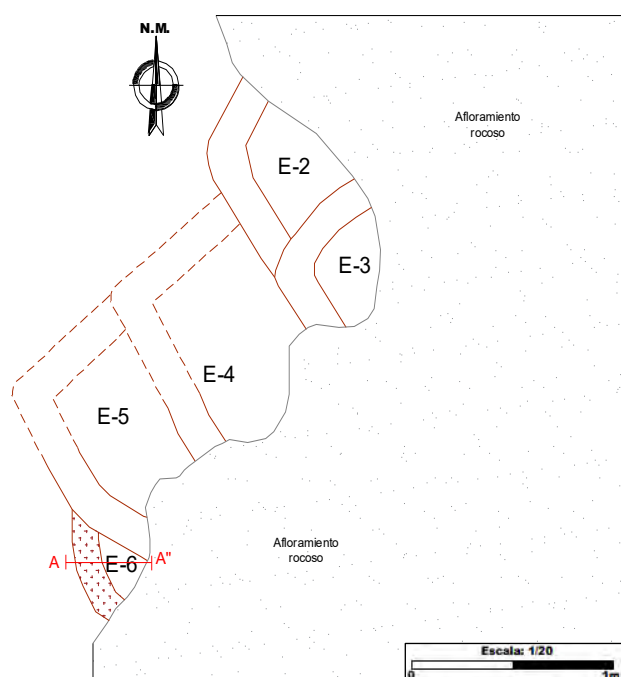 N.M.
Afloramiento
rocoso
E-2
E-3
E-4
E-5
Afloramiento
rocoso
A
E-6
A"
Escala: 1/20
0
1m